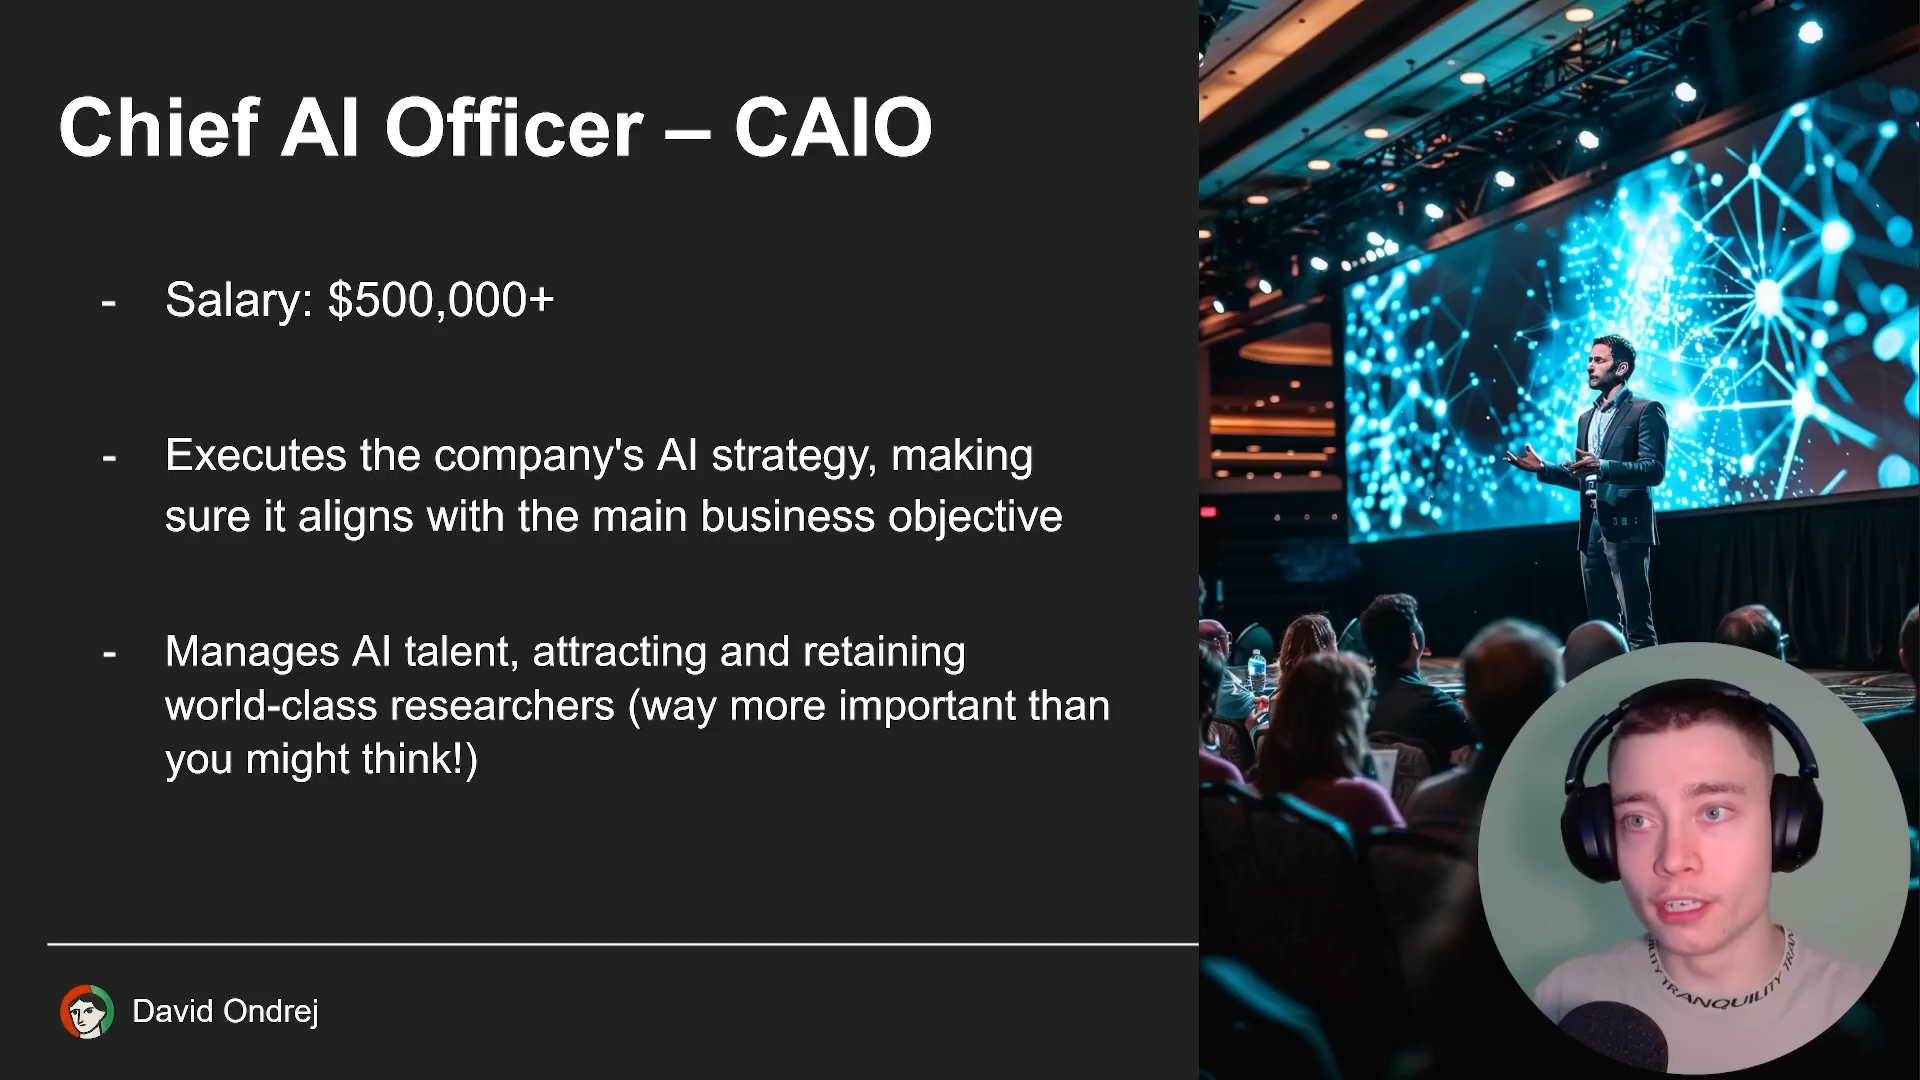 Chief AI Officer – CAIO
- Salary: $500,000+
- Executes the company's AI strategy, making
sure it aligns with the main business objective
- Manages AI talent, attracting and retaining
world-class researchers (way more important than
you might think!)
David Ondrej
TRANQUILITY TRAN